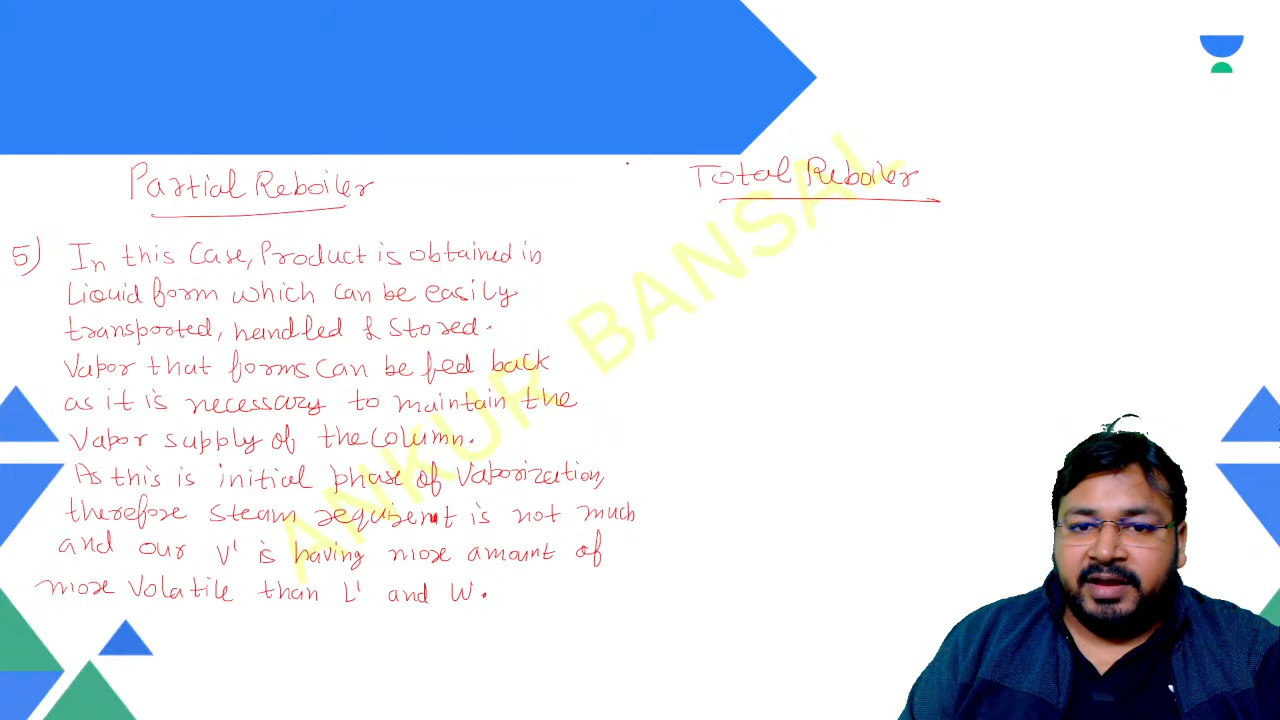 Partial Reboiler
Total Reboiler
5) In this Case, Product is obtained in
Liquid form which can be easily
transported, handled & Stored.
Vapor that forms can be fed back
as it is necessary to maintain the
Vapor supply of the column.
As this is initial phase of Vaporization,
therefore steam requirement is not much
and our V' is having more amount of
more volatile than L' and W.
ANKUR BANSAL